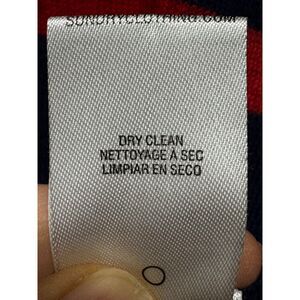 SUNDRYCLOTHING.COM
DRY CLEAN
NETTOYAGE À SEC
LIMPIAR EN SECO